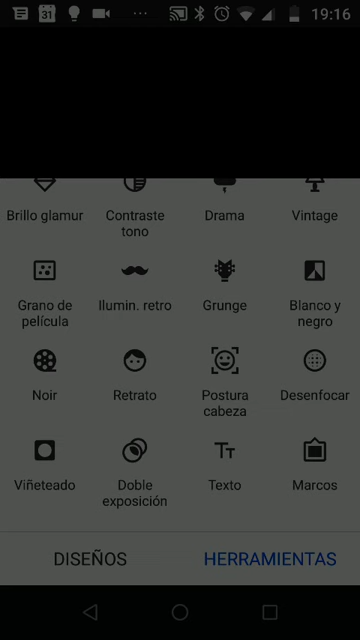 31 19:16
Brillo glamur Contraste tono Drama Vintage
Grano de película Ilumin. retro Grunge Blanco y negro
Noir Retrato Postura cabeza Desenfocar
Viñeteado Doble exposición Texto Marcos
DISEÑOS HERRAMIENTAS